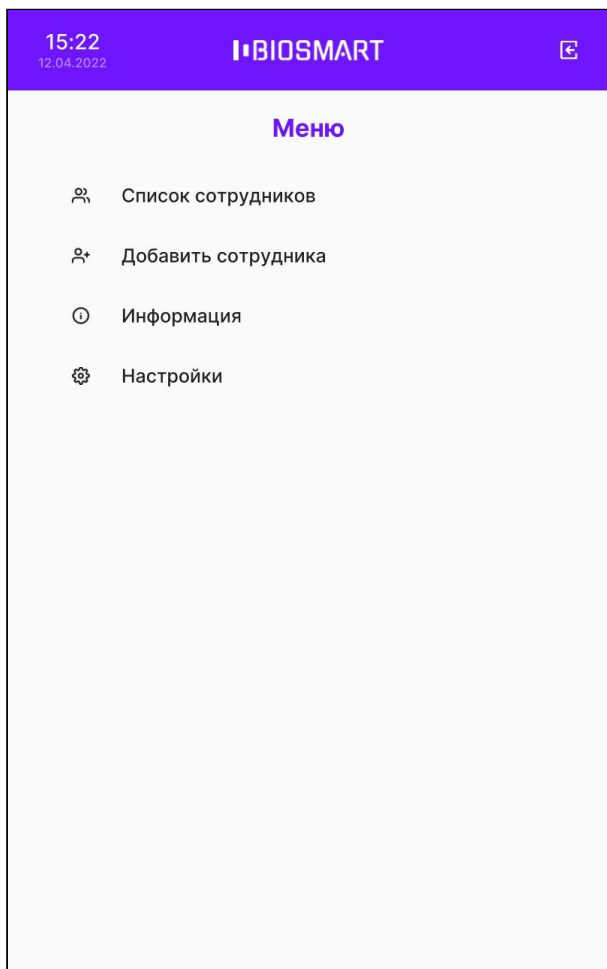 15:22
BIOSMART
12.04.2022
Меню
Список сотрудников
Добавить сотрудника
Информация
Настройки